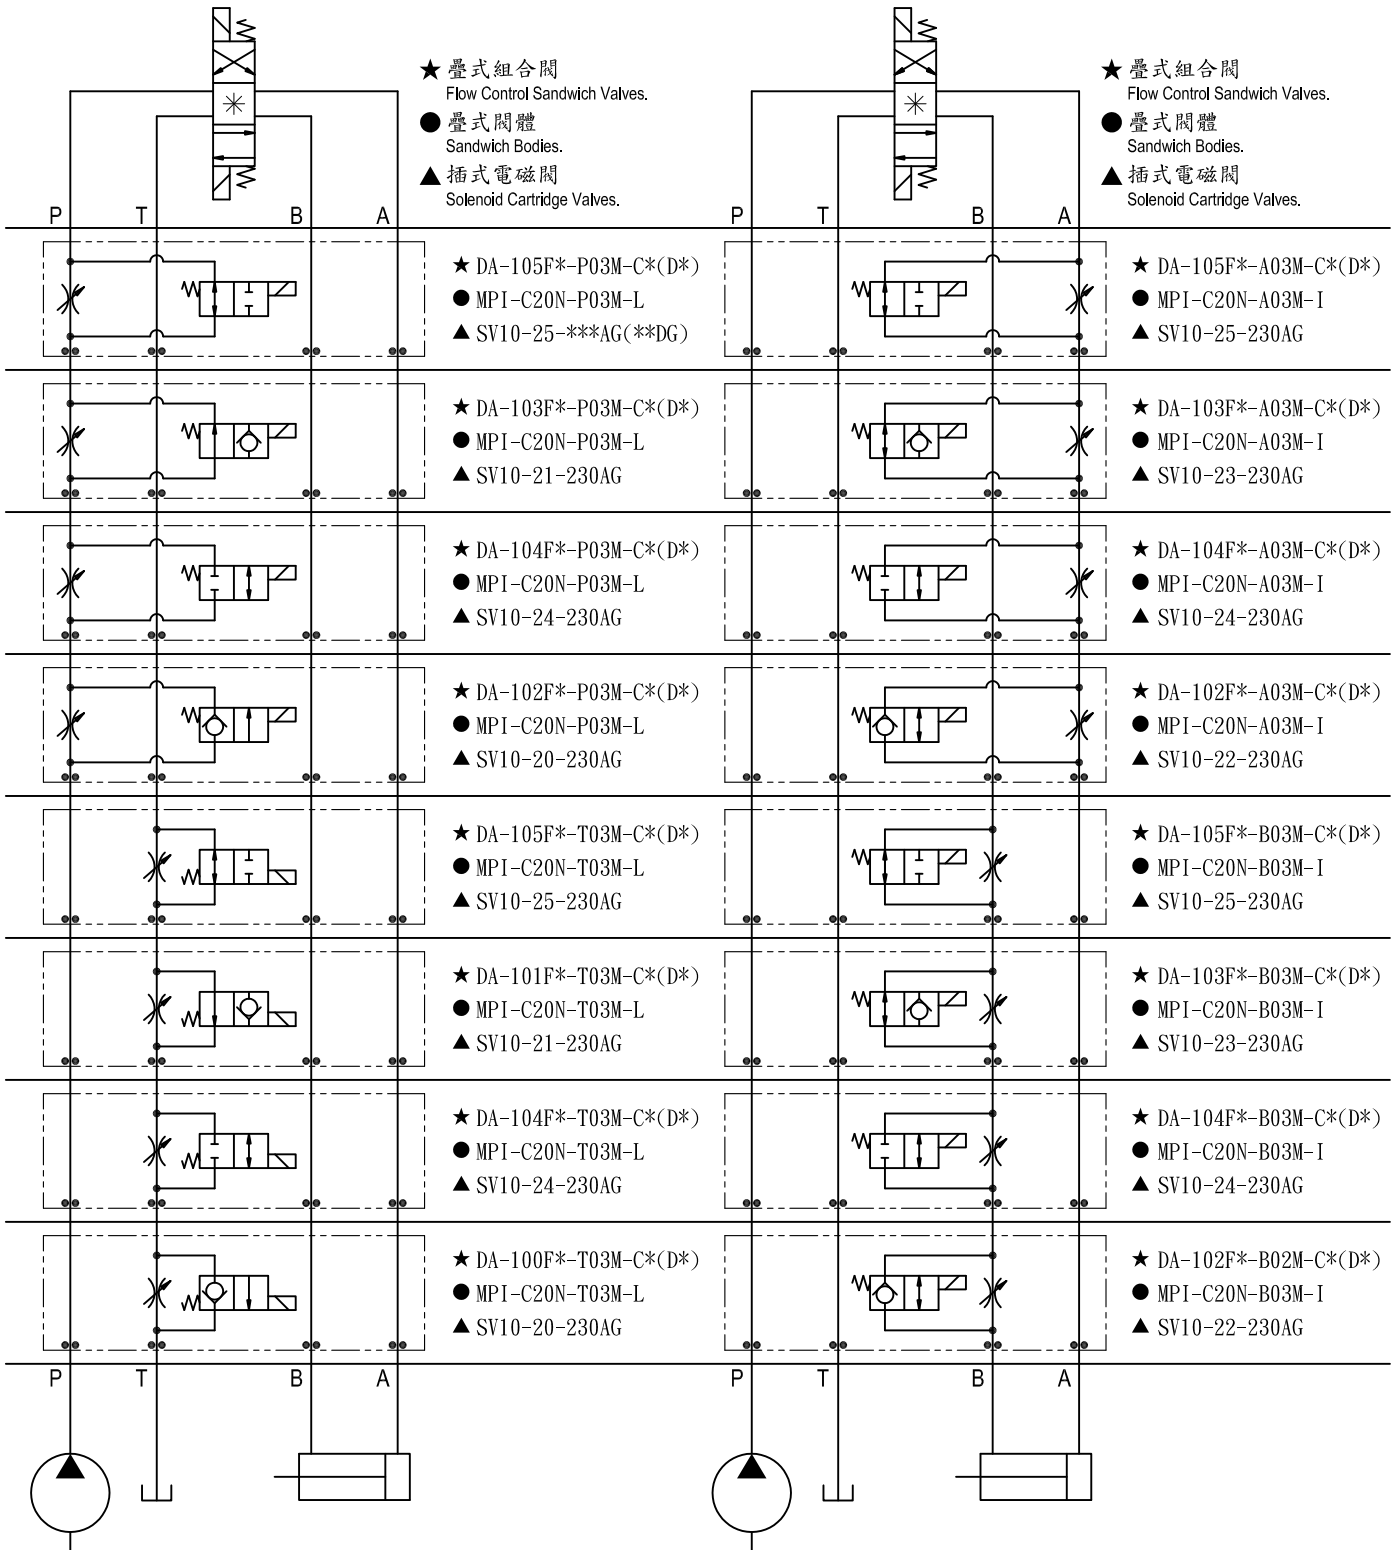 ★ 疊式組合閥
Flow Control Sandwich Valves.
● 疊式閥體
Sandwich Bodies.
▲ 插式電磁閥
Solenoid Cartridge Valves.
P T B A
★ DA-105F*-P03M-C*(D*)
● MPI-C20N-P03M-L
▲ SV10-25-***AG(**DG)
★ DA-103F*-P03M-C*(D*)
● MPI-C20N-P03M-L
▲ SV10-21-230AG
★ DA-104F*-P03M-C*(D*)
● MPI-C20N-P03M-L
▲ SV10-24-230AG
★ DA-102F*-P03M-C*(D*)
● MPI-C20N-P03M-L
▲ SV10-20-230AG
★ DA-105F*-T03M-C*(D*)
● MPI-C20N-T03M-L
▲ SV10-25-230AG
★ DA-101F*-T03M-C*(D*)
● MPI-C20N-T03M-L
▲ SV10-21-230AG
★ DA-104F*-T03M-C*(D*)
● MPI-C20N-T03M-L
▲ SV10-24-230AG
★ DA-100F*-T03M-C*(D*)
● MPI-C20N-T03M-L
▲ SV10-20-230AG
P T B A
★ 疊式組合閥
Flow Control Sandwich Valves.
● 疊式閥體
Sandwich Bodies.
▲ 插式電磁閥
Solenoid Cartridge Valves.
P T B A
★ DA-105F*-A03M-C*(D*)
● MPI-C20N-A03M-I
▲ SV10-25-230AG
★ DA-103F*-A03M-C*(D*)
● MPI-C20N-A03M-I
▲ SV10-23-230AG
★ DA-104F*-A03M-C*(D*)
● MPI-C20N-A03M-I
▲ SV10-24-230AG
★ DA-102F*-A03M-C*(D*)
● MPI-C20N-A03M-I
▲ SV10-22-230AG
★ DA-105F*-B03M-C*(D*)
● MPI-C20N-B03M-I
▲ SV10-25-230AG
★ DA-103F*-B03M-C*(D*)
● MPI-C20N-B03M-I
▲ SV10-23-230AG
★ DA-104F*-B03M-C*(D*)
● MPI-C20N-B03M-I
▲ SV10-24-230AG
★ DA-102F*-B02M-C*(D*)
● MPI-C20N-B03M-I
▲ SV10-22-230AG
P T B A